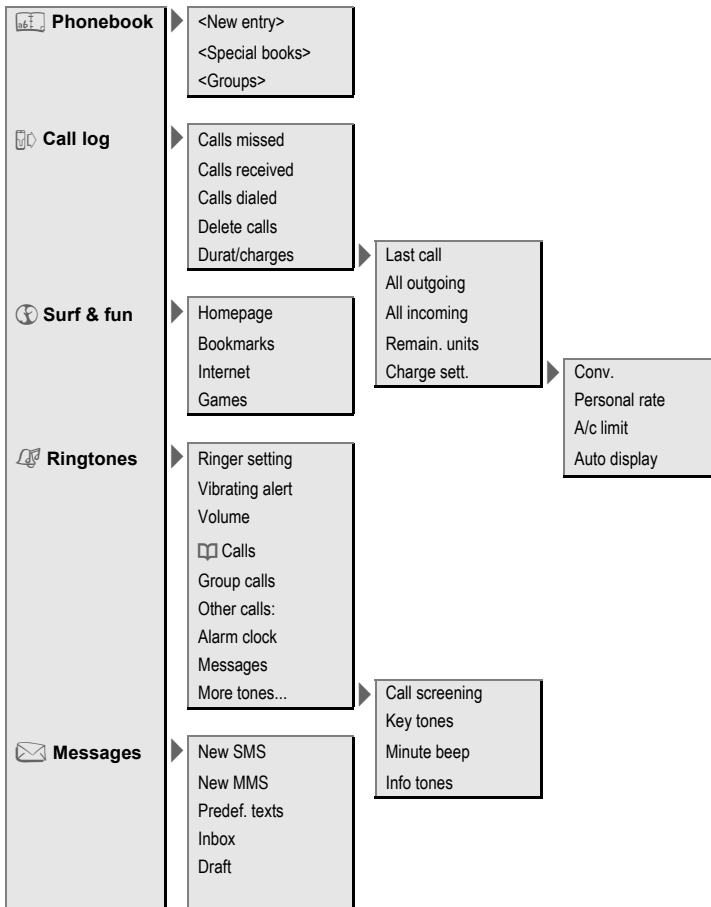 Phonebook
<New entry>
<Special books>
<Groups>
Call log
Calls missed
Calls received
Calls dialed
Delete calls
Durat/charges
Last call
All outgoing
All incoming
Remain. units
Charge sett.
Conv.
Personal rate
A/c limit
Auto display
Surf & fun
Homepage
Bookmarks
Internet
Games
Ringtones
Ringer setting
Vibrating alert
Volume
Calls
Group calls
Other calls:
Alarm clock
Messages
More tones...
Call screening
Key tones
Minute beep
Info tones
Messages
New SMS
New MMS
Predef. texts
Inbox
Draft